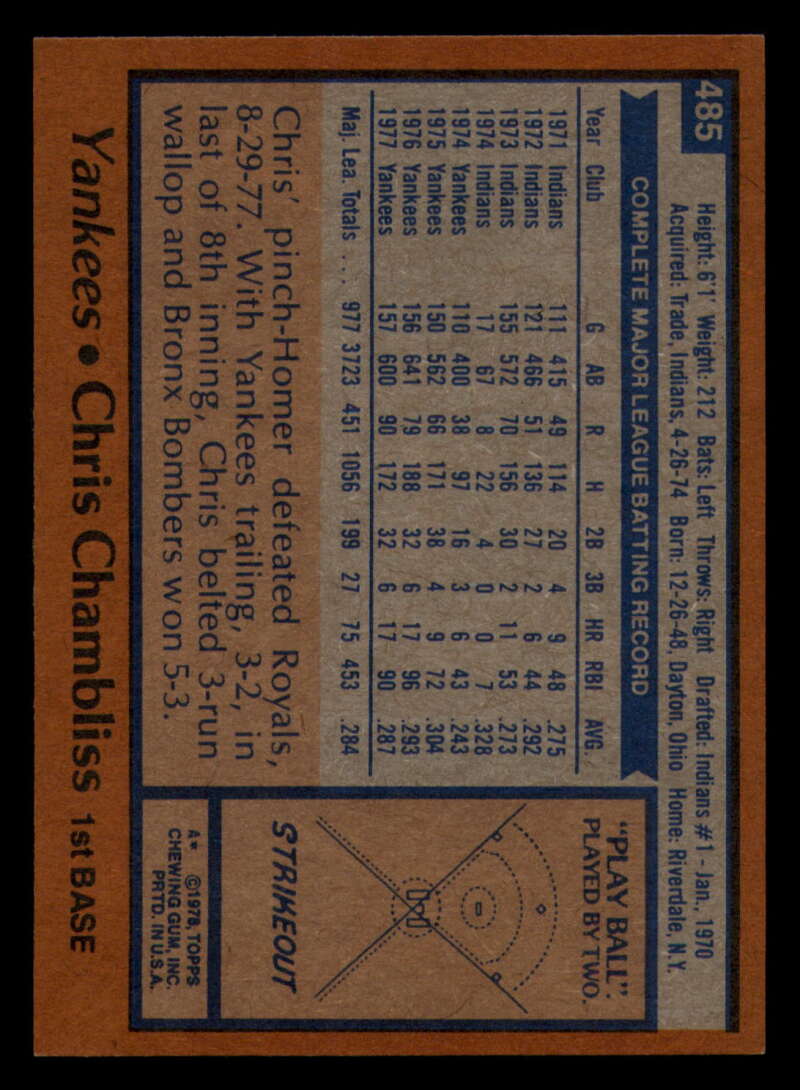 485
Height: 6'1' Weight: 212 Bats: Left Throws: Right Drafted: Indians #1 - Jan., 1970
Acquired: Trade, Indians, 4-26-74 Born: 12-26-48, Dayton, Ohio Home: Riverdale, N.Y.
COMPLETE MAJOR LEAGUE BATTING RECORD
Year Club G AB R H 2B 3B HR RBI AVG.
1971 Indians 111 415 49 114 20 4 9 48 .275
1972 Indians 121 466 51 136 27 2 6 44 .292
1973 Indians 155 572 70 156 30 2 11 53 .273
1974 Indians 17 67 8 22 4 0 0 7 .328
1974 Yankees 110 400 38 97 16 3 6 43 .243
1975 Yankees 150 562 66 171 38 4 9 72 .304
1976 Yankees 156 641 79 188 32 6 17 96 .293
1977 Yankees 157 600 90 172 32 6 17 90 .287
Maj. Lea. Totals ... 977 3723 451 1056 199 27 75 453 .284
Chris' pinch-Homer defeated Royals,
8-29-77. With Yankees trailing, 3-2, in
last of 8th inning, Chris belted 3-run
wallop and Bronx Bombers won 5-3.
"PLAY BALL".
PLAYED BY TWO.
STRIKEOUT
A* ©1978, TOPPS
CHEWING GUM, INC.
PRTD. IN U.S.A.
Yankees • Chris Chambliss 1st BASE